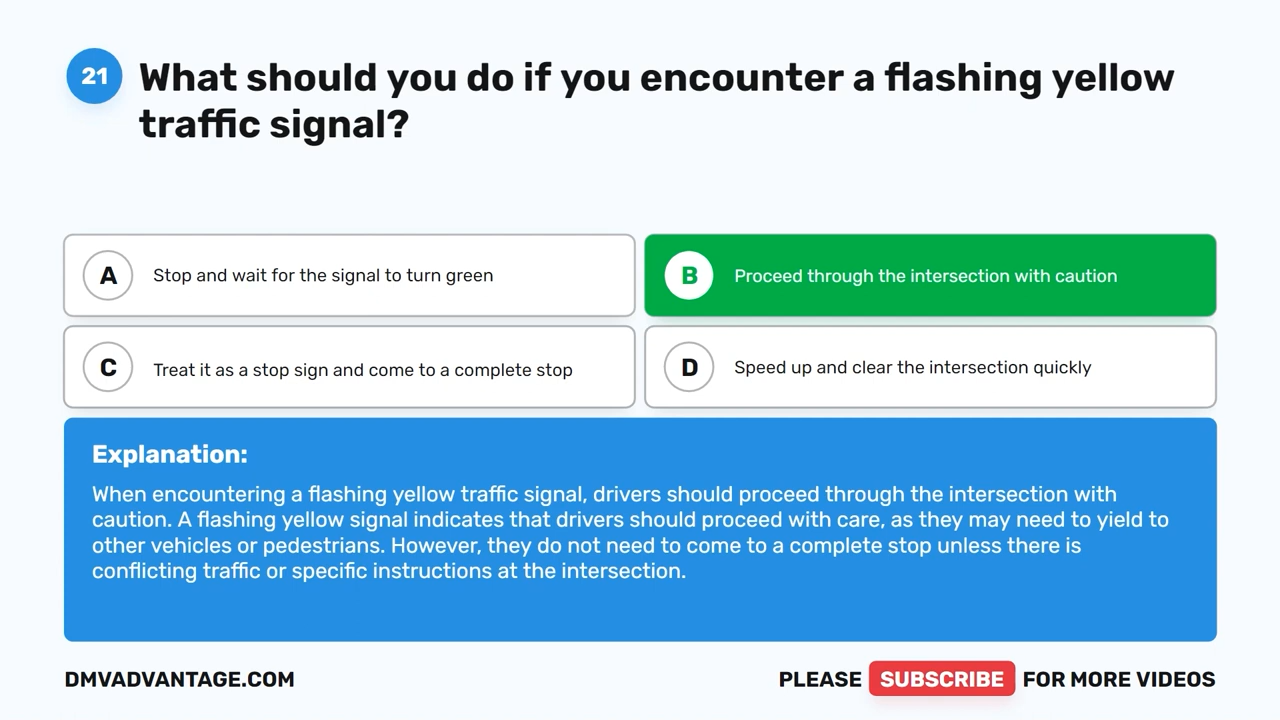 21
What should you do if you encounter a flashing yellow
traffic signal?
A
Stop and wait for the signal to turn green
B
Proceed through the intersection with caution
C
Treat it as a stop sign and come to a complete stop
D
Speed up and clear the intersection quickly
Explanation:
When encountering a flashing yellow traffic signal, drivers should proceed through the intersection with
caution. A flashing yellow signal indicates that drivers should proceed with care, as they may need to yield to
other vehicles or pedestrians. However, they do not need to come to a complete stop unless there is
conflicting traffic or specific instructions at the intersection.
DMVADVANTAGE.COM
PLEASE SUBSCRIBE FOR MORE VIDEOS